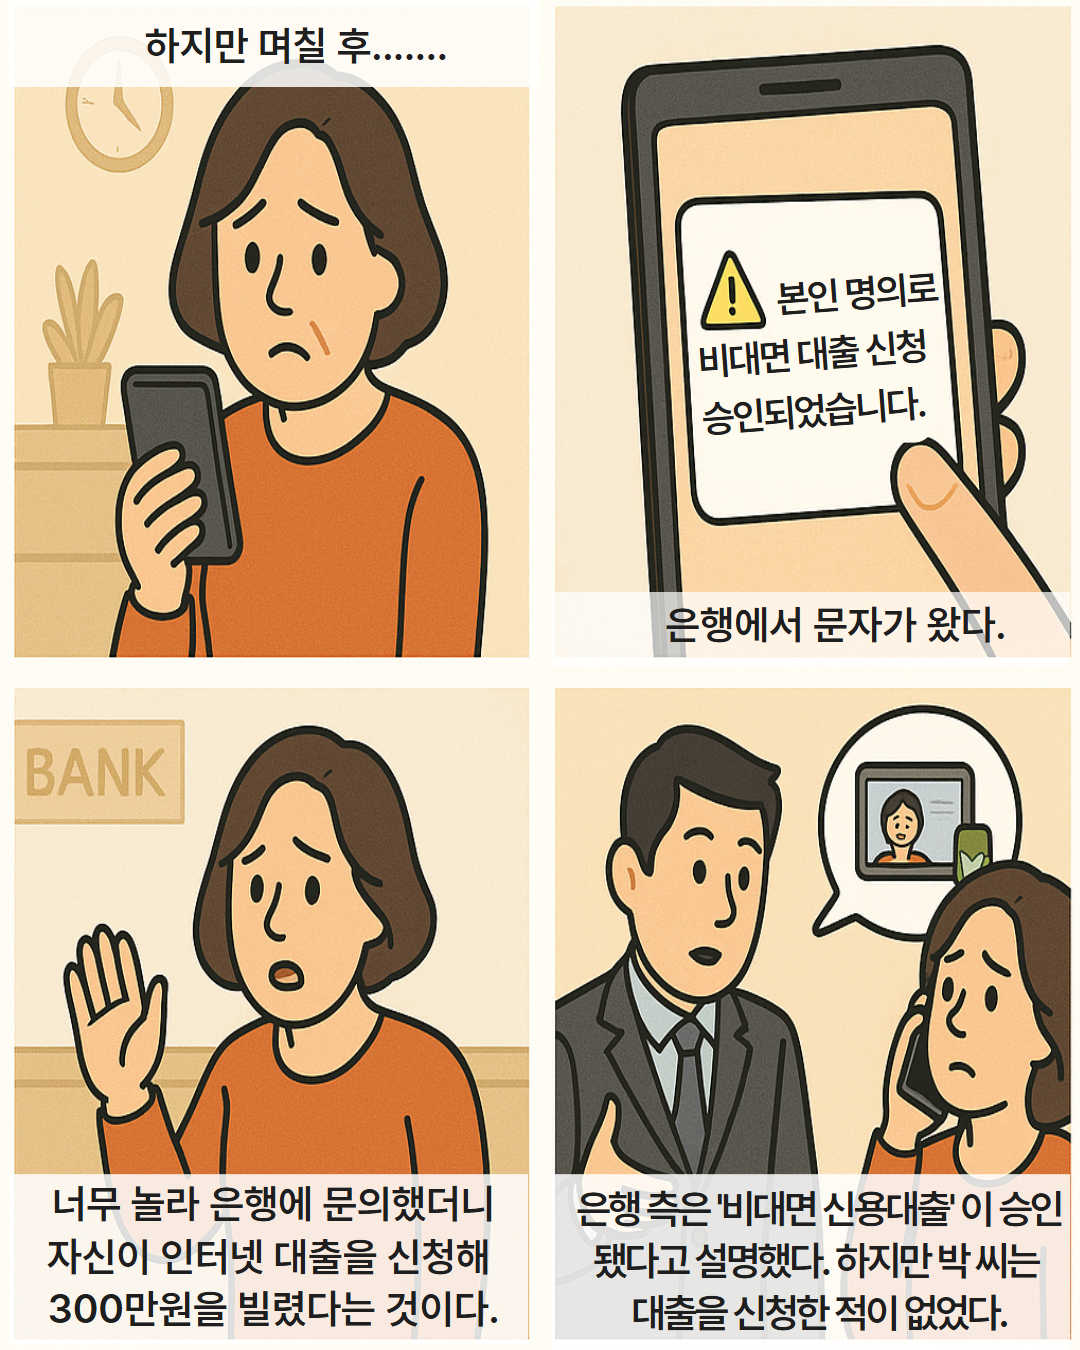 하지만 며칠 후.......
본인 명의로
비대면 대출 신청
승인되었습니다.
은행에서 문자가 왔다.
BANK
너무 놀라 은행에 문의했더니
자신이 인터넷 대출을 신청해
300만원을 빌렸다는 것이다.
은행 측은 '비대면 신용대출' 이 승인
됐다고 설명했다. 하지만 박 씨는
대출을 신청한 적이 없었다.